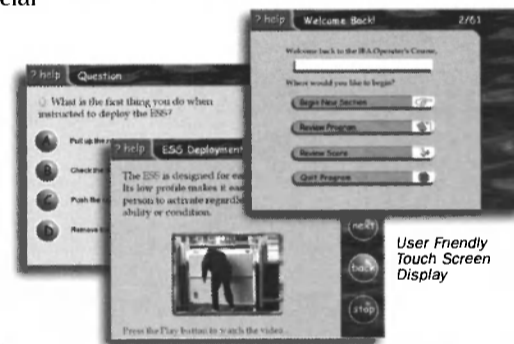 cial
? help Welcome Back! 2/61
Welcome back to the IBA Operator's Course,
Where would you like to begin?
Begin New Section
Review Program
Review Score
Quit Program
? help Question
Q What is the first thing you do when
instructed to deploy the ESS?
A Pull up the
B Check the
C Push the
D Remove
? help ESS Deployment
The ESS is designed for
Its low profile makes it
person to activate regardless
ability or condition.
Press the Play button to watch the video
next
back
stop
User Friendly
Touch Screen
Display